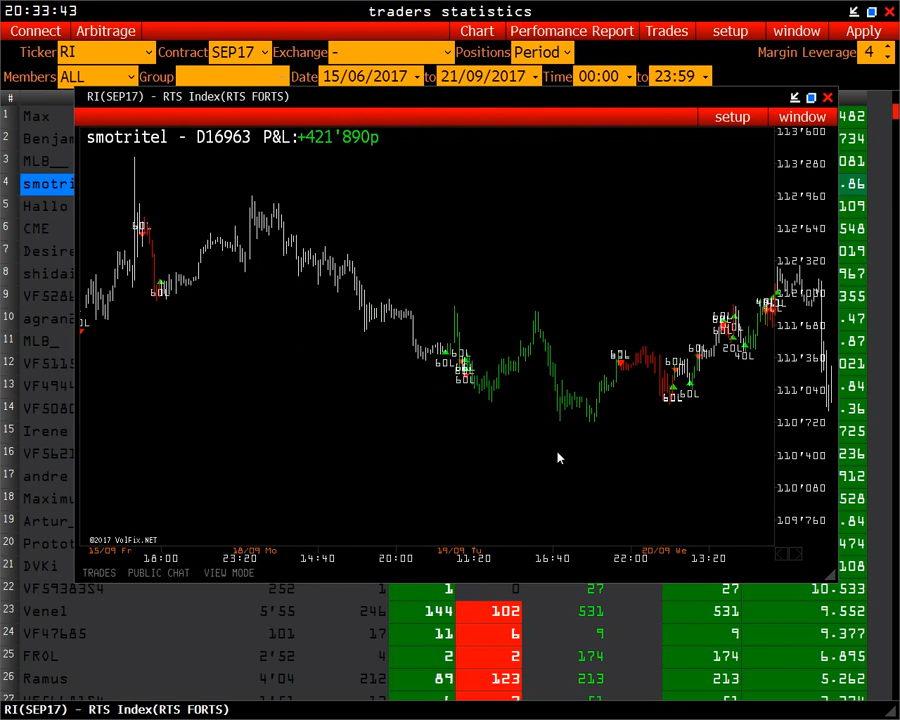 20:33:43 traders statistics
Connect Arbitrage Chart Perfomance Report Trades setup window Apply
Ticker RI Contract SEP17 Exchange - Positions Period Margin Leverage 4
Members ALL Group Date 15/06/2017 to 21/09/2017 Time 00:00 to 23:59
#
RI(SEP17) - RTS Index(RTS FORTS)
setup window
smotritel - D16963 P&L:+421'890p
113'600
113'280
112'960
112'640
112'320
112'000
111'680
111'360
111'040
110'720
110'400
110'080
109'760
©2017 VolFix.NET
15/09 Fr 18/09 Mo 19/09 Tu 20/09 We
18:00 23:20 14:40 20:00 11:20 16:40 22:00 13:20
TRADES PUBLIC CHAT VIEW MODE
1 Max 482
2 Benjam 734
3 MLB__ 081
4 smotri .86
5 Hallo 109
6 CME 548
7 Desire 019
8 shidai 967
9 VF5286 355
10 agrana .47
11 MLB_ .87
12 VF5115 021
13 VF4944 .84
14 VF5080 .36
15 Irene 725
16 VF5621 236
17 andre 912
18 Maximu 528
19 Artur_ .84
20 Protot 474
21 DVKi 108
22 VF5938354 252 1 0 27 27 10.533
23 Venel 5'55 246 144 102 531 531 9.552
24 VF47685 101 17 11 6 9 9 9.377
25 FROL 2'52 4 2 2 174 174 6.895
26 Ramus 4'04 212 89 123 213 213 5.262
27
RI(SEP17) - RTS Index(RTS FORTS)